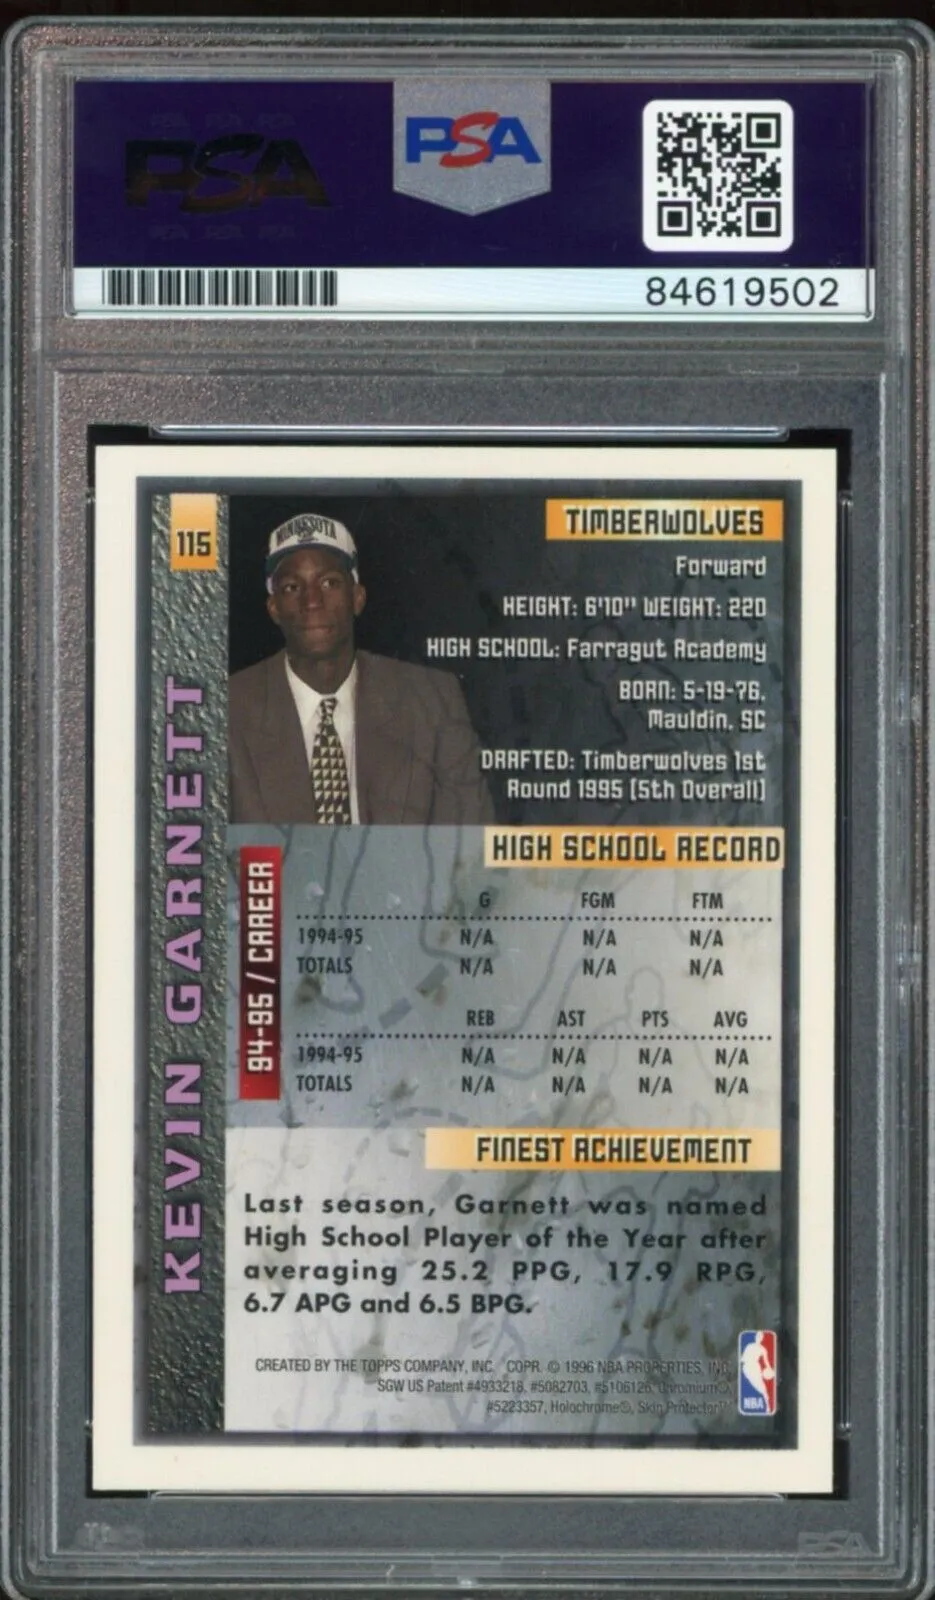 PSA
PSA
84619502
115
MINNESOTA
TIMBERWOLVES
Forward
HEIGHT: 6'10" WEIGHT: 220
HIGH SCHOOL: Farragut Academy
BORN: 5-19-76.
Mauldin, SC
DRAFTED: Timberwolves 1st
Round 1995 (5th Overall)
KEVIN GARNETT
HIGH SCHOOL RECORD
94-95 / CAREER
G FGM FTM
1994-95 N/A N/A N/A
TOTALS N/A N/A N/A
REB AST PTS AVG
1994-95 N/A N/A N/A N/A
TOTALS N/A N/A N/A N/A
FINEST ACHIEVEMENT
Last season, Garnett was named
High School Player of the Year after
averaging 25.2 PPG, 17.9 RPG,
6.7 APG and 6.5 BPG.
CREATED BY THE TOPPS COMPANY, INC. COPR. © 1996 NBA PROPERTIES, INC.
SGW US Patent #4933218, #5082703, #5106126, Chromium®,
#5223357, Holochrome®, Skin Protector™
NBA
PSA